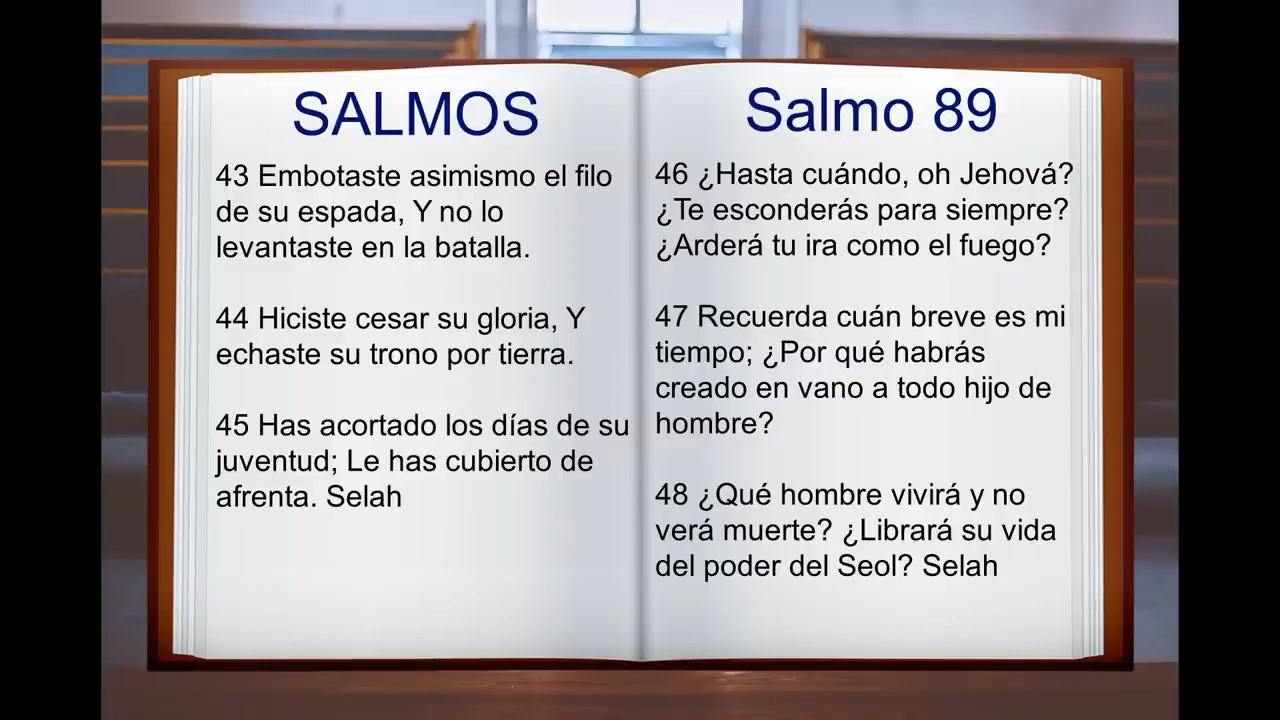 SALMOS
43 Embotaste asimismo el filo
de su espada, Y no lo
levantaste en la batalla.
44 Hiciste cesar su gloria, Y
echaste su trono por tierra.
45 Has acortado los días de su
juventud; Le has cubierto de
afrenta. Selah
Salmo 89
46 ¿Hasta cuándo, oh Jehová?
¿Te esconderás para siempre?
¿Arderá tu ira como el fuego?
47 Recuerda cuán breve es mi
tiempo; ¿Por qué habrás
creado en vano a todo hijo de
hombre?
48 ¿Qué hombre vivirá y no
verá muerte? ¿Librará su vida
del poder del Seol? Selah